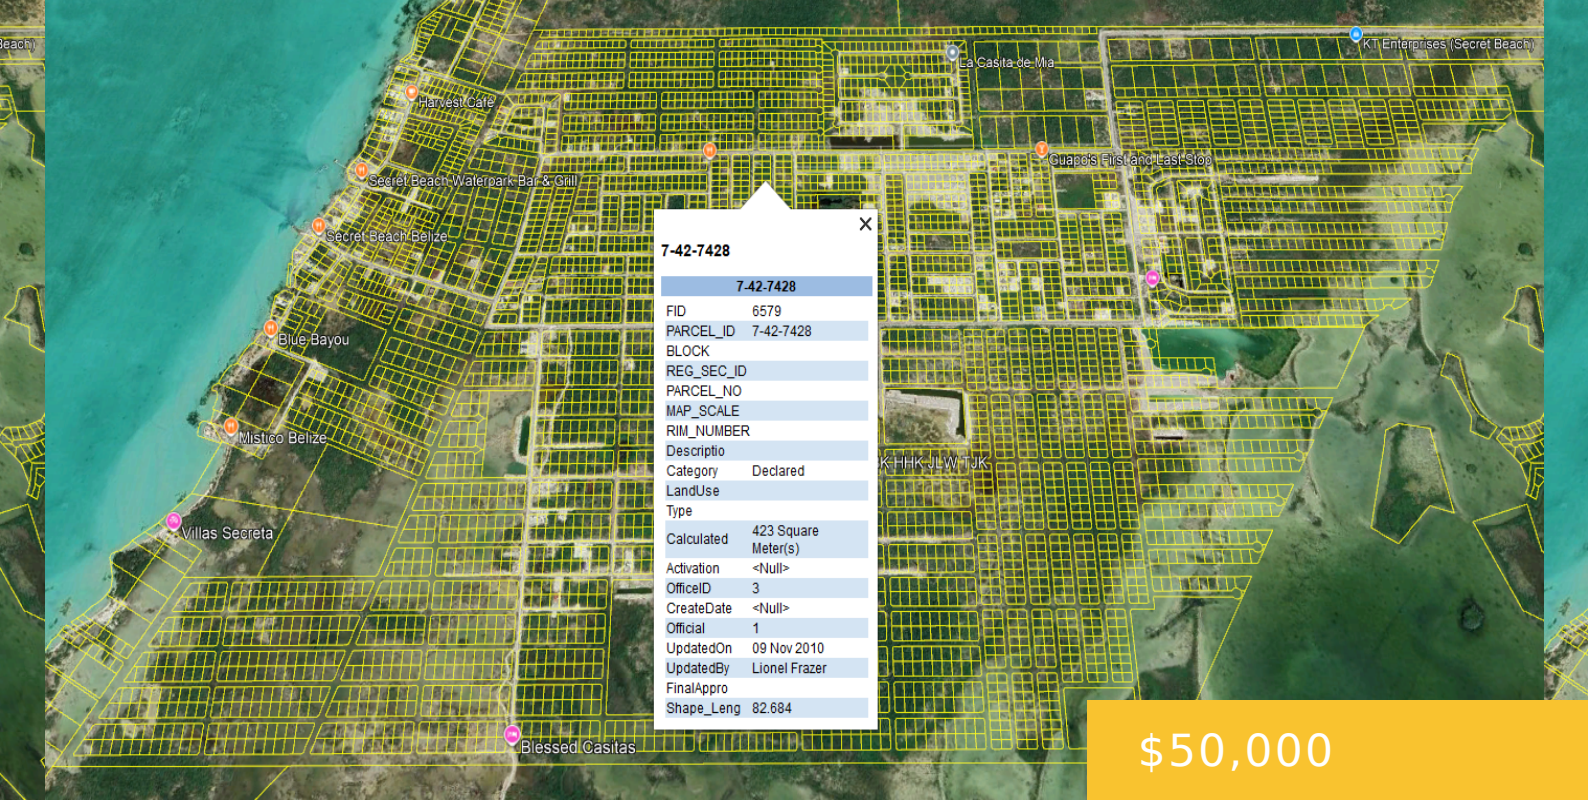 Beach)
KT Enterprises (Secret Beach)
La Casita de Mia
Harvest Cafe
Guapo's First and Last Stop
Secret Beach Waterpark Bar & Grill
Secret Beach Belize
Blue Bayou
Mistico Belize
K HHK JLW TJK
Villas Secreta
Blessed Casitas
7-42-7428
7-42-7428
FID 6579
PARCEL_ID 7-42-7428
BLOCK
REG_SEC_ID
PARCEL_NO
MAP_SCALE
RIM_NUMBER
Descriptio
Category Declared
LandUse
Type
Calculated 423 Square
Meter(s)
Activation <Null>
OfficeID 3
CreateDate <Null>
Official 1
UpdatedOn 09 Nov 2010
UpdatedBy Lionel Frazer
FinalAppro
Shape_Leng 82.684
$50,000